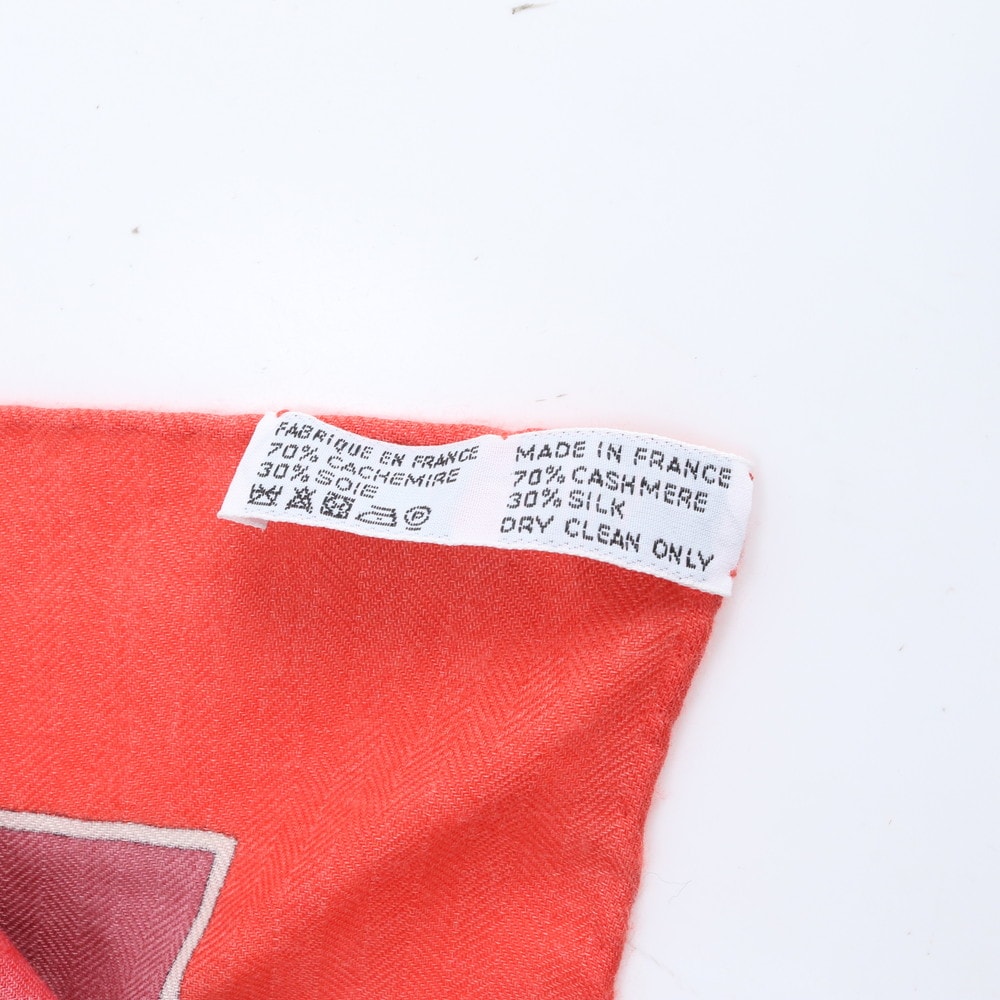 FABRIQUE EN FRANCE
70% CACHEMIRE
30% SOIE
P
MADE IN FRANCE
70% CASHMERE
30% SILK
DRY CLEAN ONLY